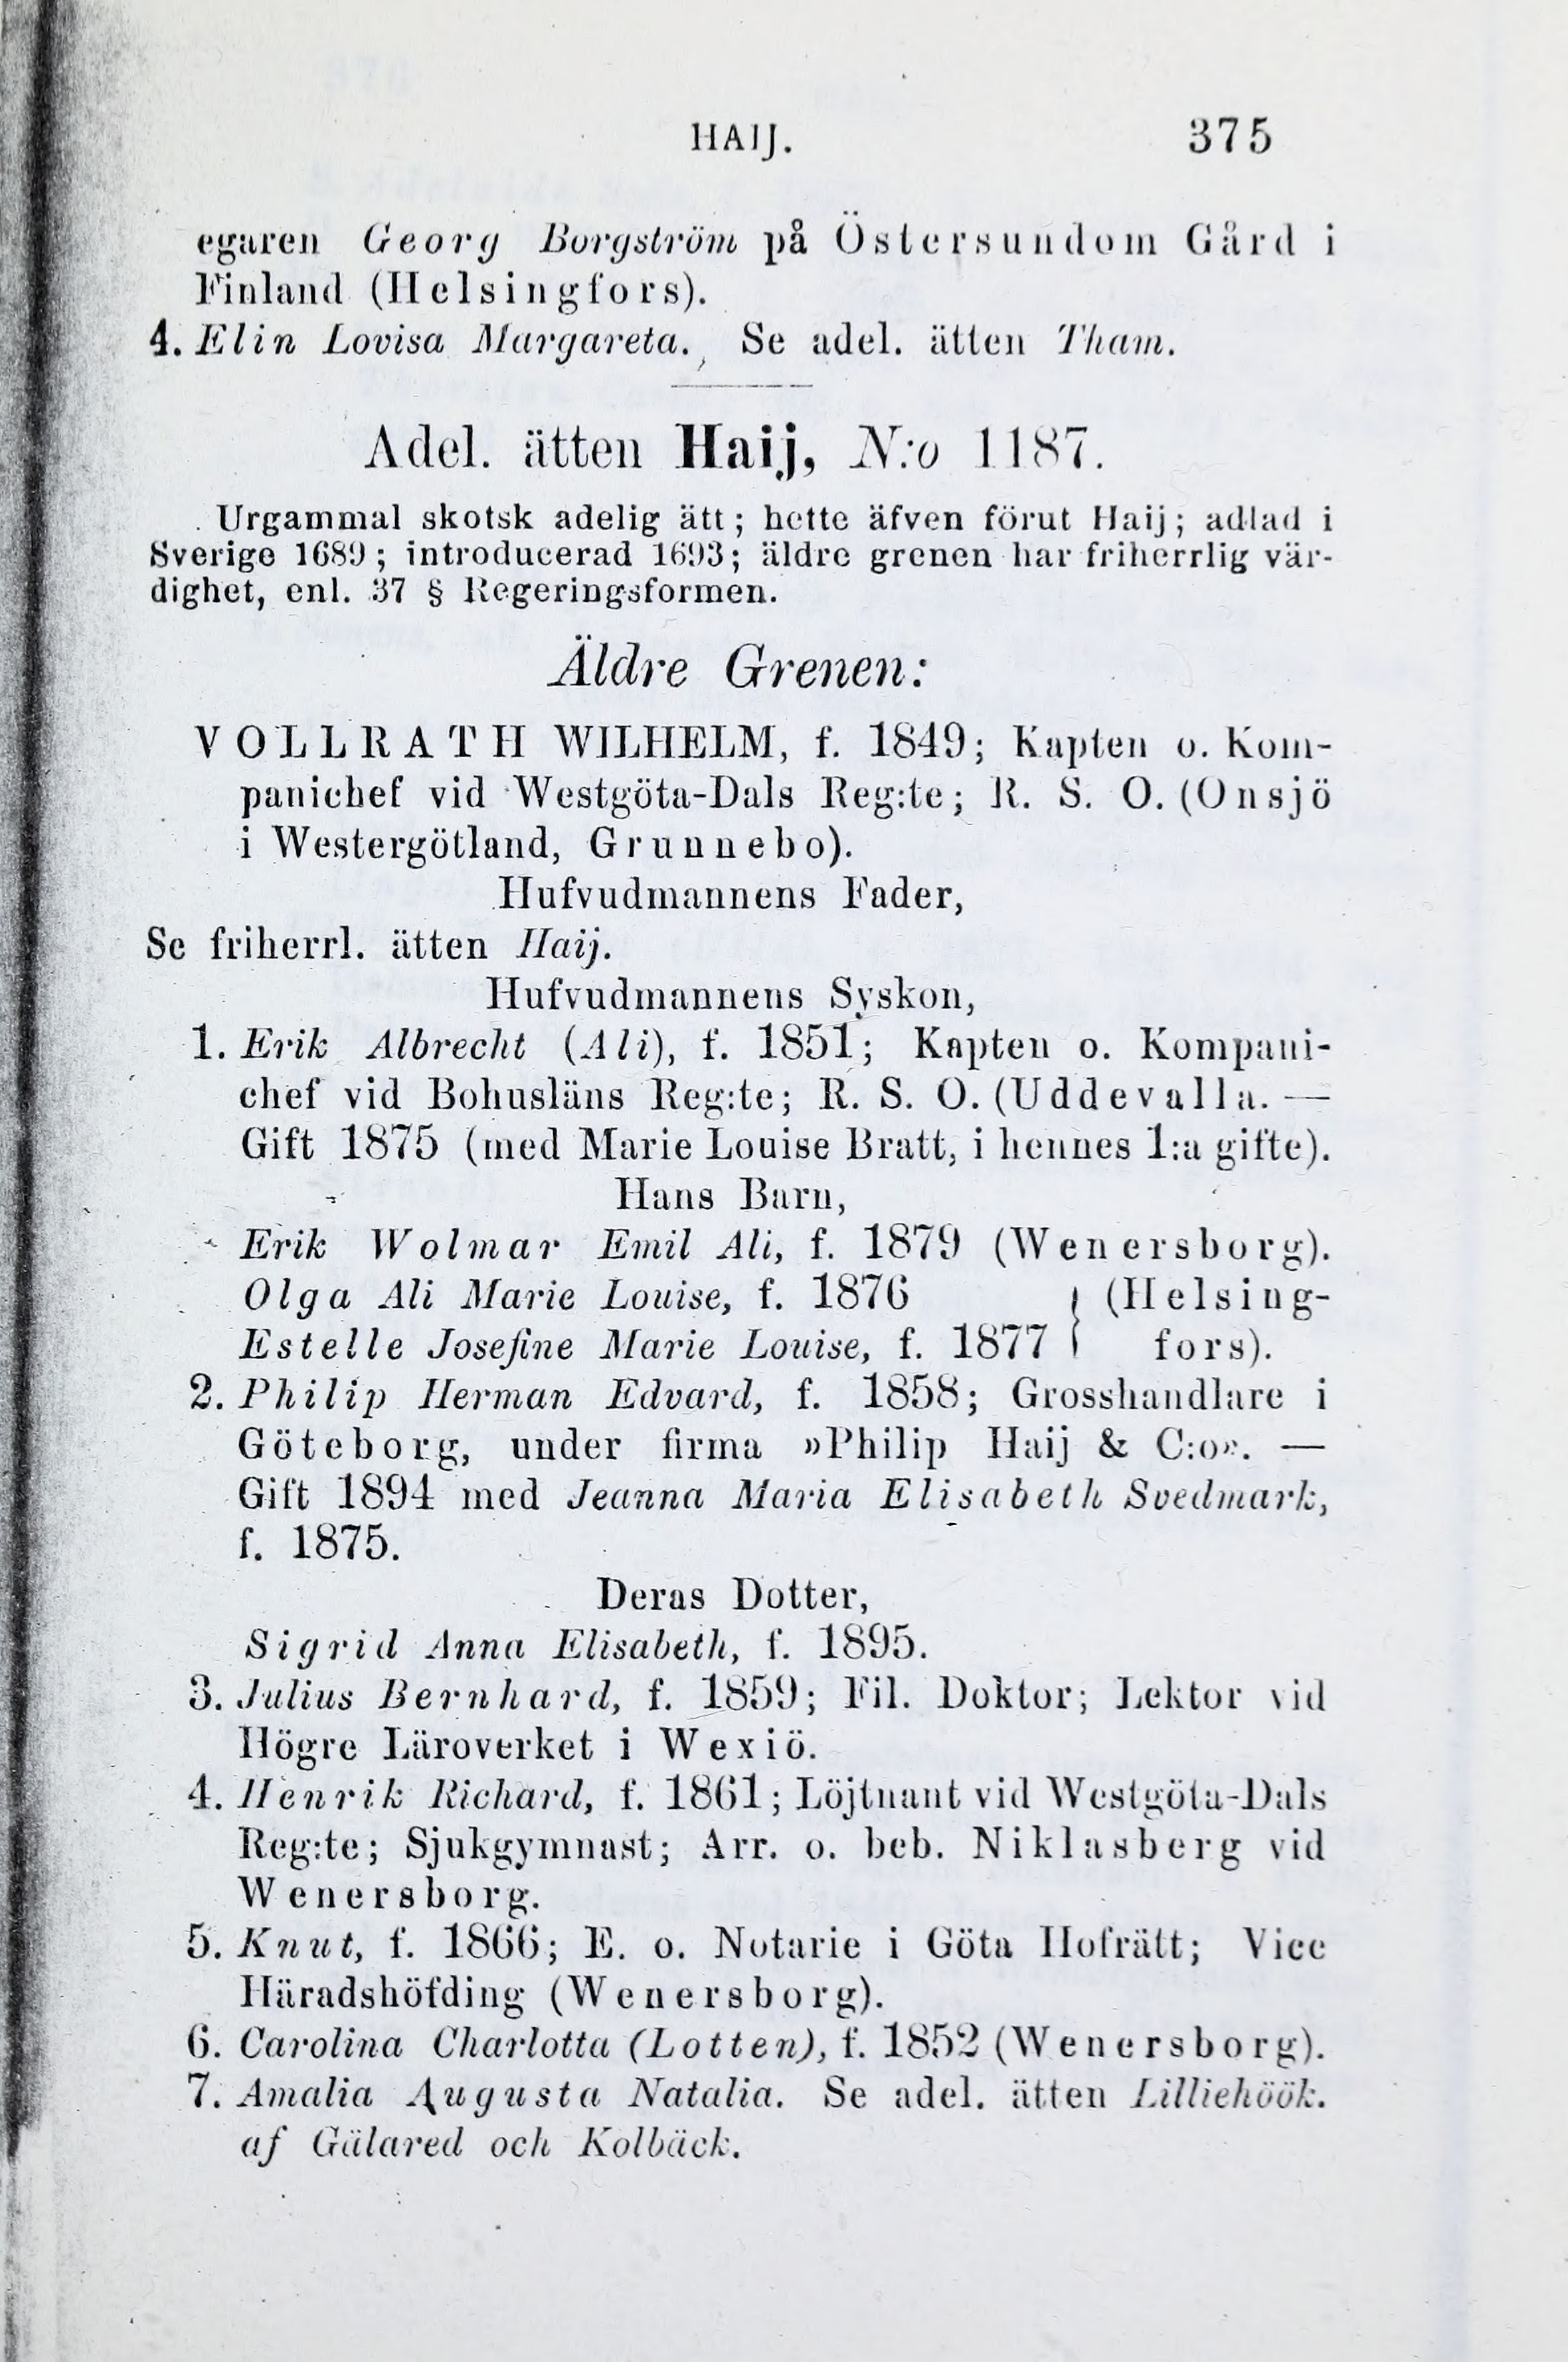 HAIJ. 375
egaren Georg Borgström på Östersundom Gård i
Finland (Helsingfors).
4. Elin Lovisa Margareta. Se adel. ätten Tham.
Adel. ätten Haij, N:o 1187.
Urgammal skotsk adelig ätt; hette äfven förut Haij; adlad i
Sverige 1689; introducerad 1693; äldre grenen har friherrlig vär-
dighet, enl. 37 § Regeringsformen.
Äldre Grenen:
VOLLRATH WILHELM, f. 1849; Kapten o. Kom-
panichef vid Westgöta-Dals Reg:te; R. S. O. (Onsjö
i Westergötland, Grunnebo).
Hufvudmannens Fader,
Se friherrl. ätten Haij.
Hufvudmannens Syskon,
1. Erik Albrecht (Ali), f. 1851; Kapten o. Kompani-
chef vid Bohusläns Reg:te; R. S. O. (Uddevalla. —
Gift 1875 (med Marie Louise Bratt, i hennes 1:a gifte).
Hans Barn,
Erik Wolmar Emil Ali, f. 1879 (Wenersborg).
Olga Ali Marie Louise, f. 1876 } (Helsing-
Estelle Josefine Marie Louise, f. 1877 } fors).
2. Philip Herman Edvard, f. 1858; Grosshandlare i
Göteborg, under firma »Philip Haij & C:o». —
Gift 1894 med Jeanna Maria Elisabeth Svedmark,
f. 1875.
Deras Dotter,
Sigrid Anna Elisabeth, f. 1895.
3. Julius Bernhard, f. 1859; Fil. Doktor; Lektor vid
Högre Läroverket i Wexiö.
4. Henrik Richard, f. 1861; Löjtnant vid Westgöta-Dals
Reg:te; Sjukgymnast; Arr. o. beb. Niklasberg vid
Wenersborg.
5. Knut, f. 1866; E. o. Notarie i Göta Hofrätt; Vice
Häradshöfding (Wenersborg).
6. Carolina Charlotta (Lotten), f. 1852 (Wenersborg).
7. Amalia Augusta Natalia. Se adel. ätten Lilliehöök.
af Gälared och Kolbäck.